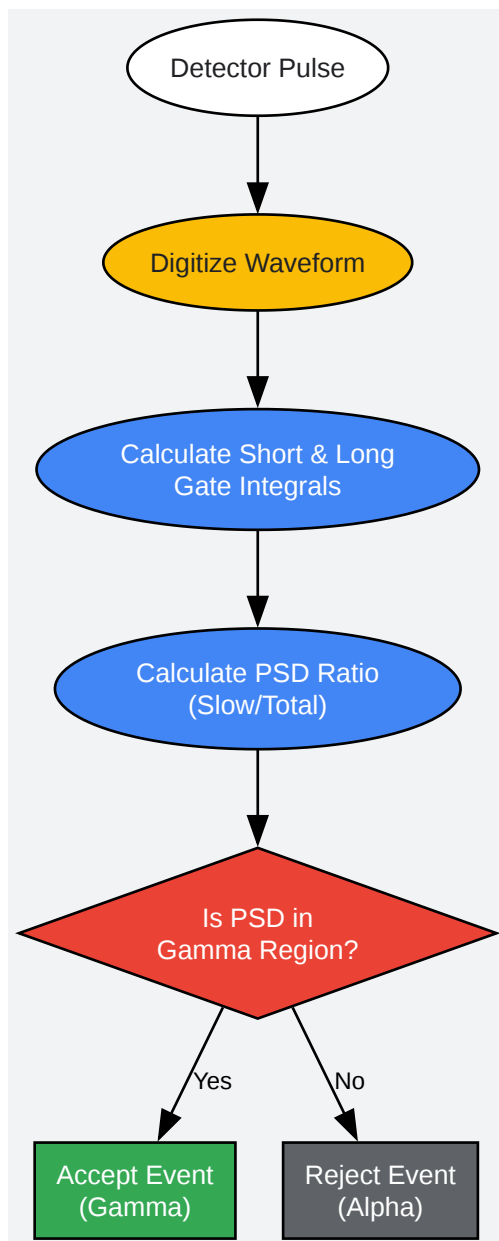 Detector Pulse
Digitize Waveform
Calculate Short & Long
Gate Integrals
Calculate PSD Ratio
(Slow/Total)
Is PSD in
Gamma Region?
Yes
No
Accept Event
(Gamma)
Reject Event
(Alpha)